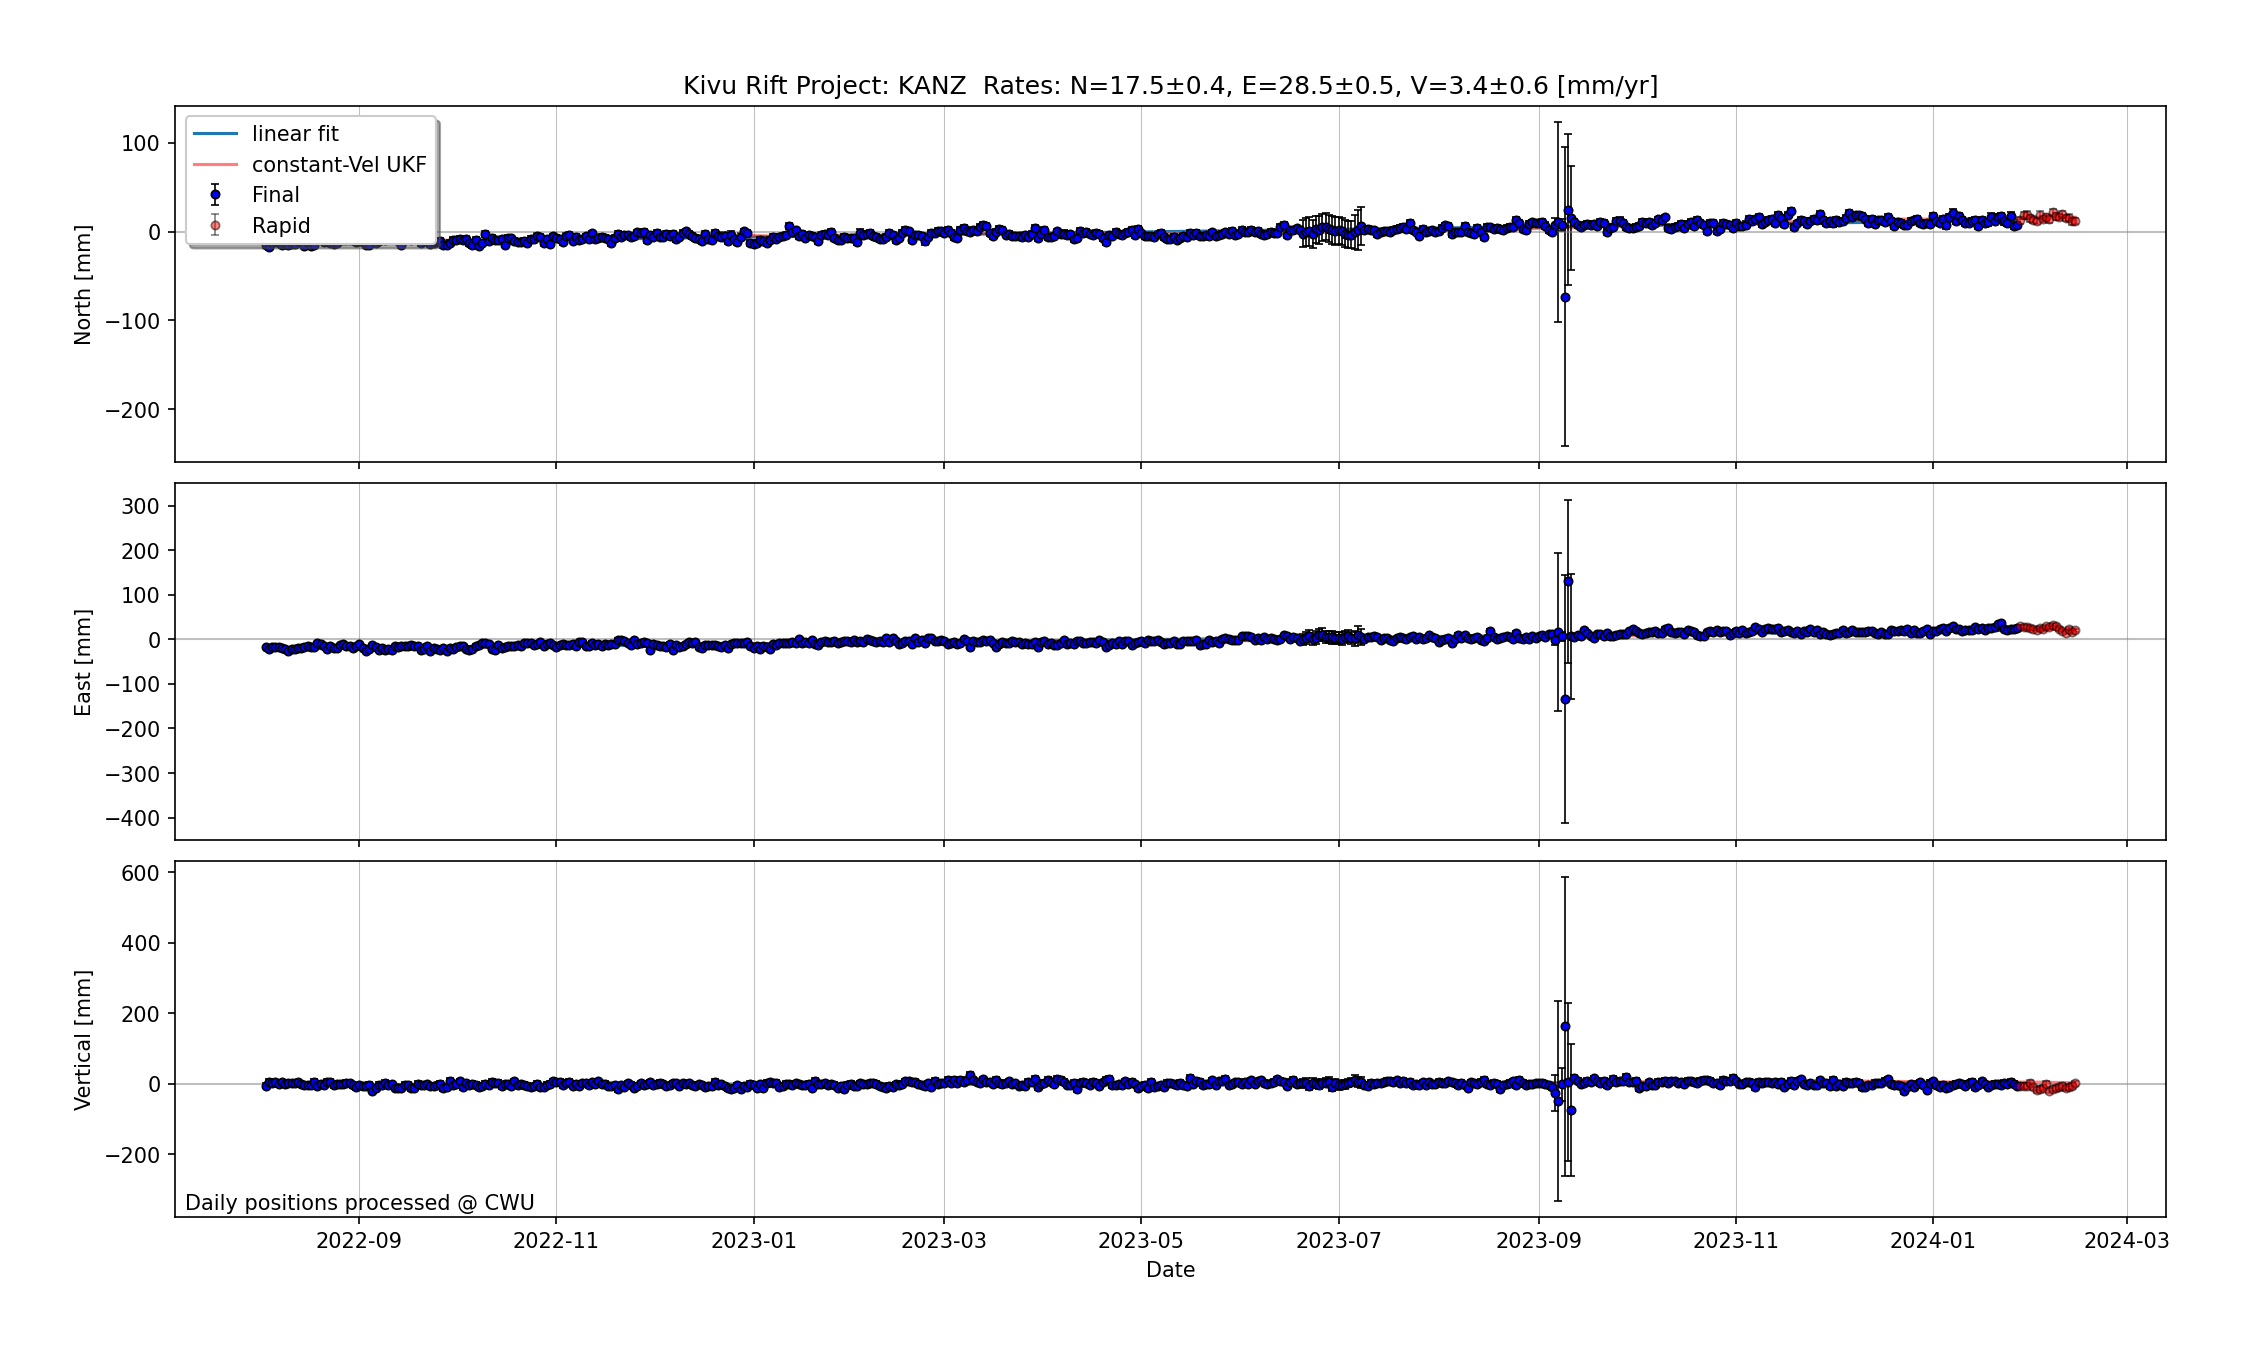 Kivu Rift Project: KANZ  Rates: N=17.5±0.4, E=28.5±0.5, V=3.4±0.6 [mm/yr]
linear fit
constant-Vel UKF
Final
Rapid
North [mm]
100
0
−100
−200
East [mm]
300
200
100
0
−100
−200
−300
−400
Vertical [mm]
600
400
200
0
−200
Daily positions processed @ CWU
2022-09 2022-11 2023-01 2023-03 2023-05 2023-07 2023-09 2023-11 2024-01 2024-03
Date